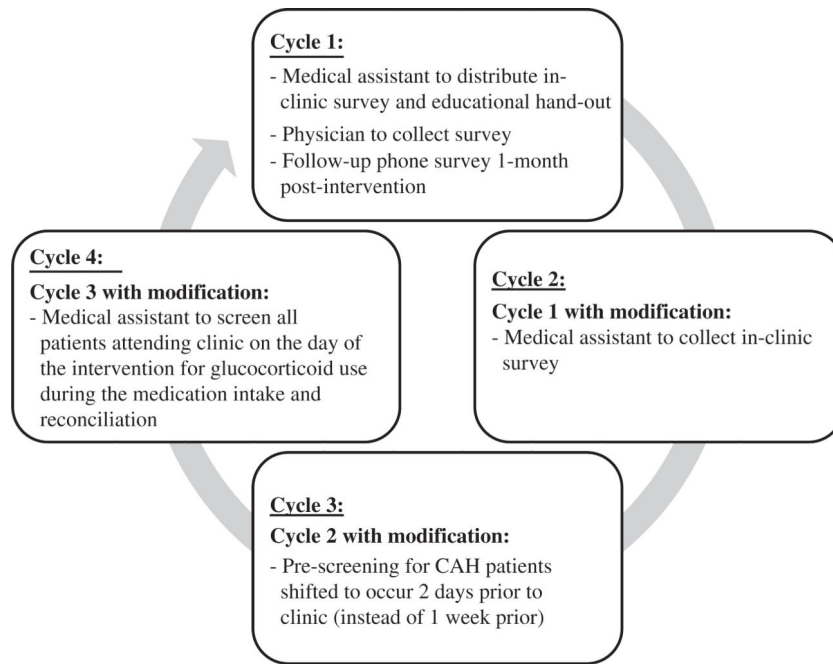 Cycle 1:
- Medical assistant to distribute in-
clinic survey and educational hand-out
- Physician to collect survey
- Follow-up phone survey 1-month
post-intervention
Cycle 2:
Cycle 1 with modification:
- Medical assistant to collect in-clinic
survey
Cycle 3:
Cycle 2 with modification:
- Pre-screening for CAH patients
shifted to occur 2 days prior to
clinic (instead of 1 week prior)
Cycle 4:
Cycle 3 with modification:
- Medical assistant to screen all
patients attending clinic on the day of
the intervention for glucocorticoid use
during the medication intake and
reconciliation